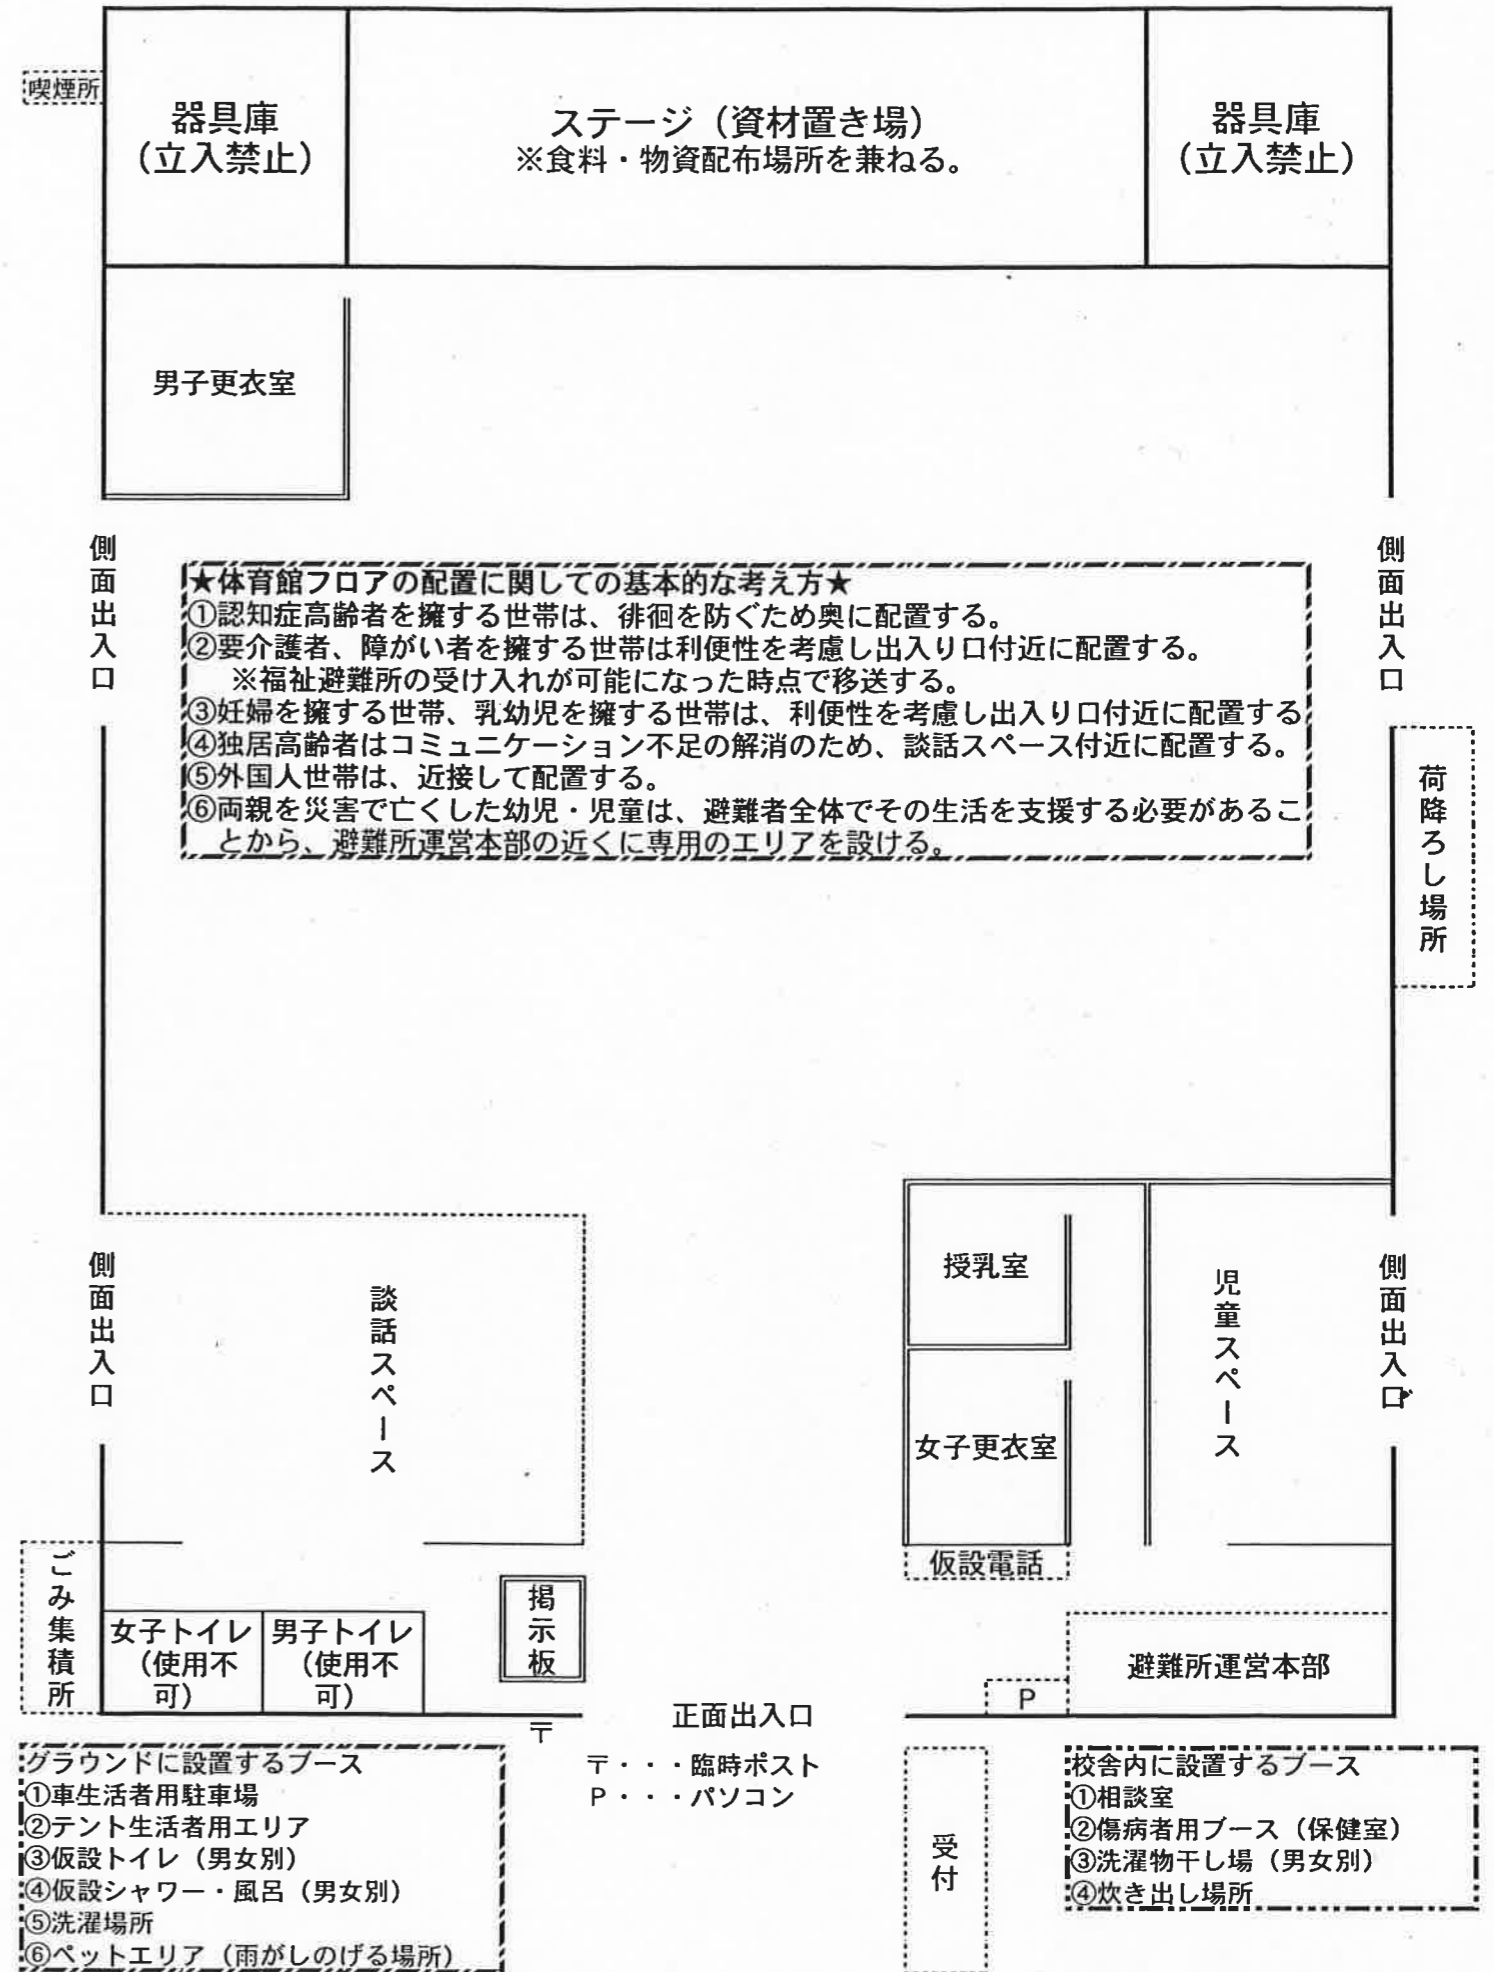 喫煙所
器具庫
（立入禁止）
ステージ（資材置き場）
※食料・物資配布場所を兼ねる。
器具庫
（立入禁止）
男子更衣室
側面出入口
側面出入口
★体育館フロアの配置に関しての基本的な考え方★
①認知症高齢者を擁する世帯は、徘徊を防ぐため奥に配置する。
②要介護者、障がい者を擁する世帯は利便性を考慮し出入り口付近に配置する。
※福祉避難所の受け入れが可能になった時点で移送する。
③妊婦を擁する世帯、乳幼児を擁する世帯は、利便性を考慮し出入り口付近に配置する
④独居高齢者はコミュニケーション不足の解消のため、談話スペース付近に配置する。
⑤外国人世帯は、近接して配置する。
⑥両親を災害で亡くした幼児・児童は、避難者全体でその生活を支援する必要があるこ
とから、避難所運営本部の近くに専用のエリアを設ける。
荷降ろし場所
側面出入口
談話スペース
授乳室
女子更衣室
児童スペース
側面出入口
仮設電話
ごみ集積所
女子トイレ
（使用不
可）
男子トイレ
（使用不
可）
掲示板
避難所運営本部
P
正面出入口
〒
〒・・・臨時ポスト
P・・・パソコン
受付
グラウンドに設置するブース
①車生活者用駐車場
②テント生活者用エリア
③仮設トイレ（男女別）
④仮設シャワー・風呂（男女別）
⑤洗濯場所
⑥ペットエリア（雨がしのげる場所）
校舎内に設置するブース
①相談室
②傷病者用ブース（保健室）
③洗濯物干し場（男女別）
④炊き出し場所